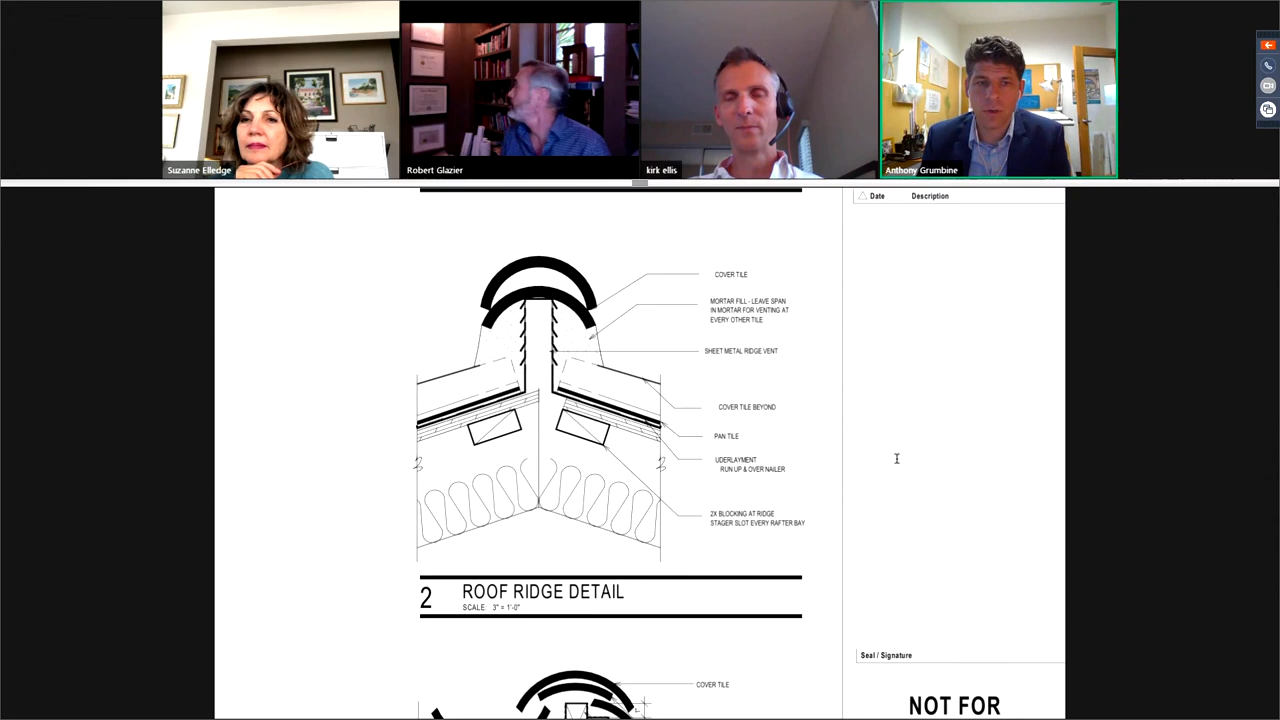 Suzanne Elledge
Robert Glazier
kirk ellis
Anthony Grumbine
Date Description
COVER TILE
MORTAR FILL - LEAVE SPAN
IN MORTAR FOR VENTING AT
EVERY OTHER TILE
SHEET METAL RIDGE VENT
COVER TILE BEYOND
PAN TILE
UDERLAYMENT
RUN UP & OVER NAILER
2X BLOCKING AT RIDGE
STAGER SLOT EVERY RAFTER BAY
2 ROOF RIDGE DETAIL
SCALE: 3" = 1'-0"
Seal / Signature
COVER TILE
NOT FOR